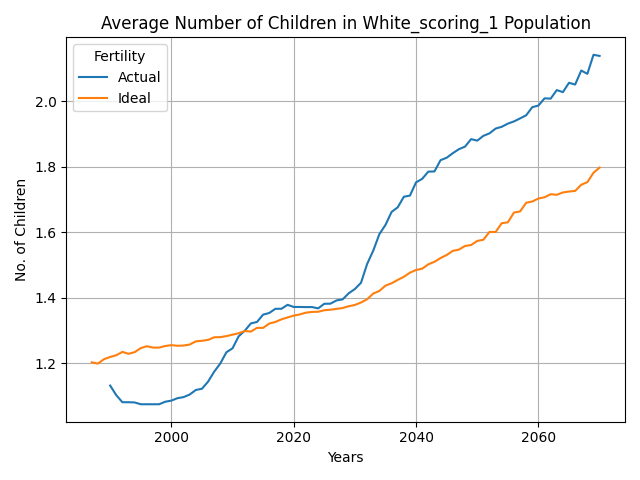 Average Number of Children in White_scoring_1 Population
Fertility
Actual
Ideal
No. of Children
2.0
1.8
1.6
1.4
1.2
2000
2020
2040
2060
Years